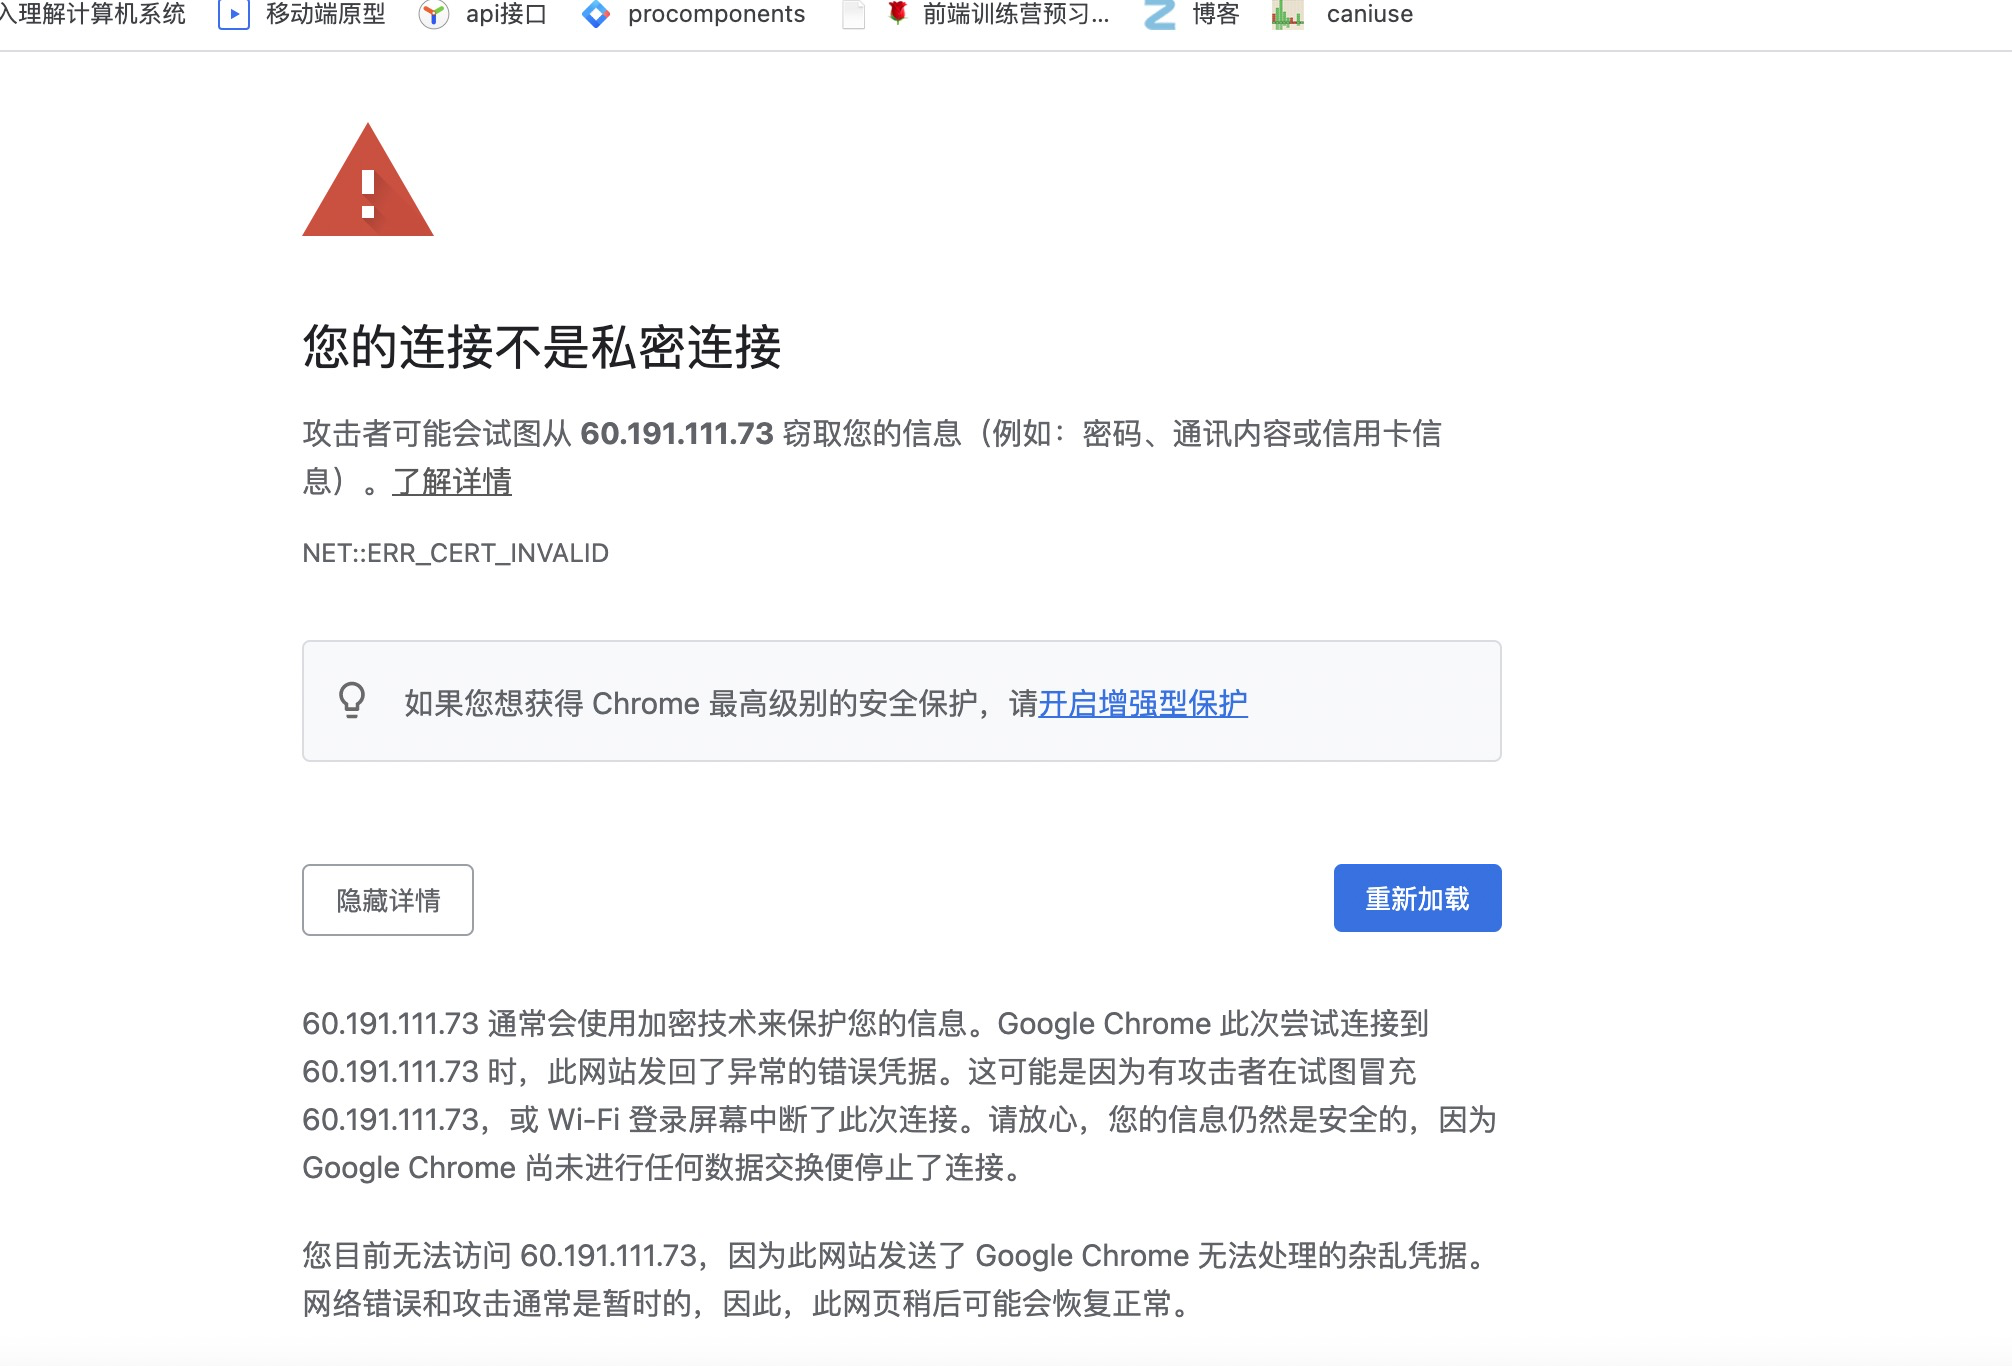 入理解计算机系统 移动端原型 api接口 procomponents 前端训练营预习... 博客 caniuse
您的连接不是私密连接
攻击者可能会试图从 60.191.111.73 窃取您的信息（例如：密码、通讯内容或信用卡信
息）。了解详情
NET::ERR_CERT_INVALID
如果您想获得 Chrome 最高级别的安全保护，请开启增强型保护
隐藏详情 重新加载
60.191.111.73 通常会使用加密技术来保护您的信息。Google Chrome 此次尝试连接到
60.191.111.73 时，此网站发回了异常的错误凭据。这可能是因为有攻击者在试图冒充
60.191.111.73，或 Wi-Fi 登录屏幕中断了此次连接。请放心，您的信息仍然是安全的，因为
Google Chrome 尚未进行任何数据交换便停止了连接。
您目前无法访问 60.191.111.73，因为此网站发送了 Google Chrome 无法处理的杂乱凭据。
网络错误和攻击通常是暂时的，因此，此网页稍后可能会恢复正常。